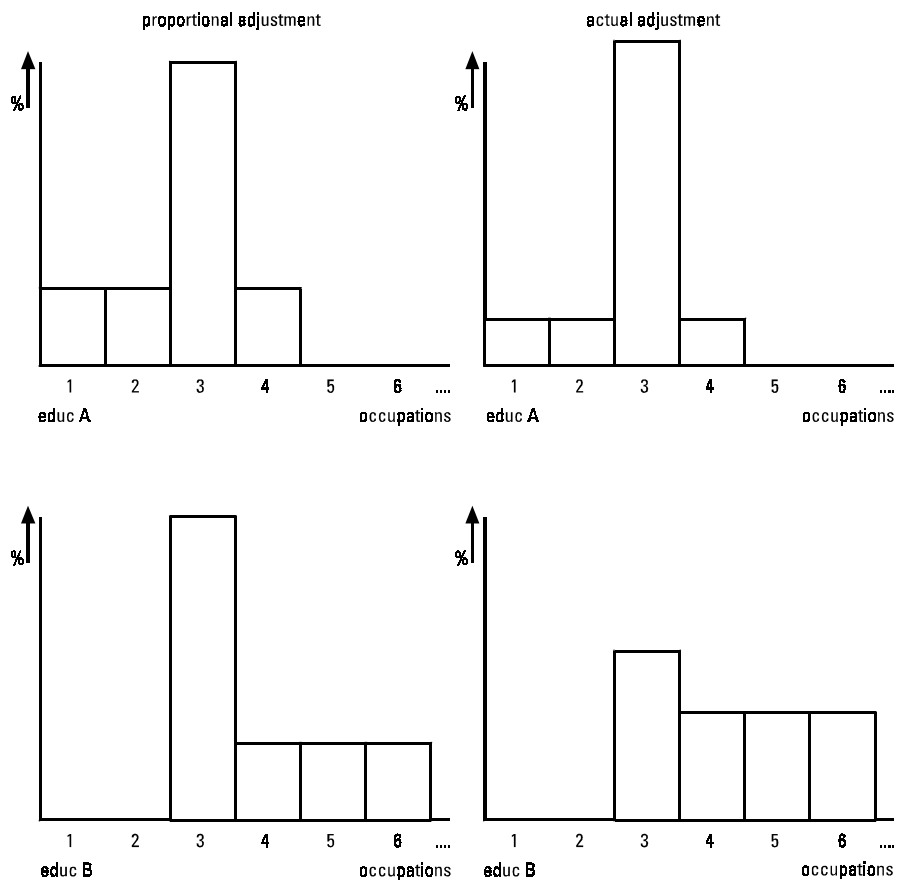 proportional adjustment
actual adjustment
%
%
1 2 3 4 5 6 ....
1 2 3 4 5 6 ....
educ A occupations
educ A occupations
%
%
1 2 3 4 5 6 ....
1 2 3 4 5 6 ....
educ B occupations
educ B occupations